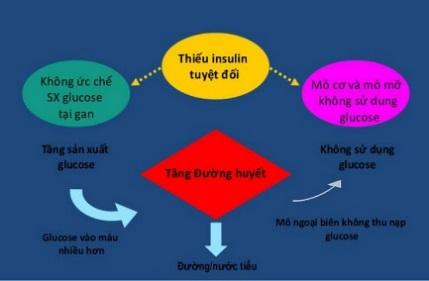 Thiếu insulin
tuyệt đối
Không ức chế
SX glucose
tại gan
Mô cơ và mô mỡ
không sử dung
glucose
Tăng sản xuất
glucose
Tăng Đường huyết
Không sử dụng
glucose
Glucose vào máu
nhiều hơn
Mô ngoại biên không thu nạp
glucose
Đường/nước tiểu